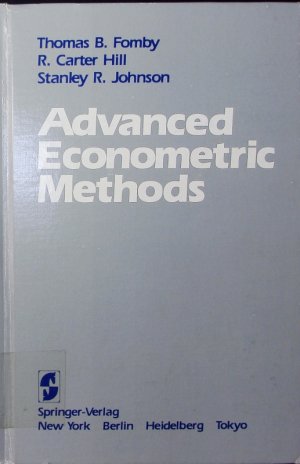 Thomas B. Fomby
R. Carter Hill
Stanley R. Johnson
Advanced
Econometric
Methods
Springer-Verlag
New York Berlin Heidelberg Tokyo